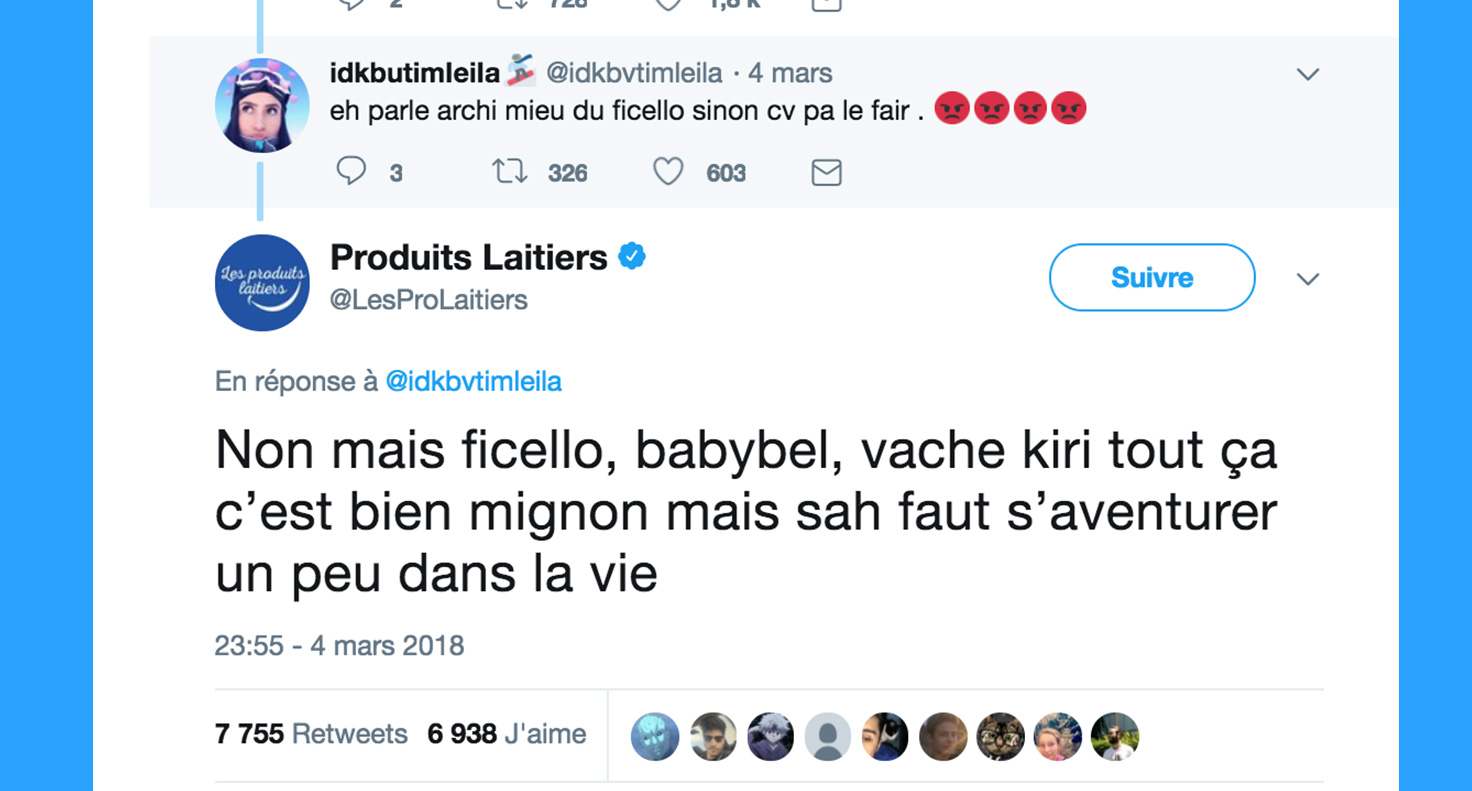 2 728 1,8 k
idkbutimleila🏂 @idkbvtimleila · 4 mars
eh parle archi mieu du ficello sinon cv pa le fair . 😡😡😡😡
3 326 603
Les produits
laitiers
Produits Laitiers
@LesProLaitiers
Suivre
En réponse à @idkbvtimleila
Non mais ficello, babybel, vache kiri tout ça
c’est bien mignon mais sah faut s’aventurer
un peu dans la vie
23:55 - 4 mars 2018
7 755 Retweets 6 938 J'aime